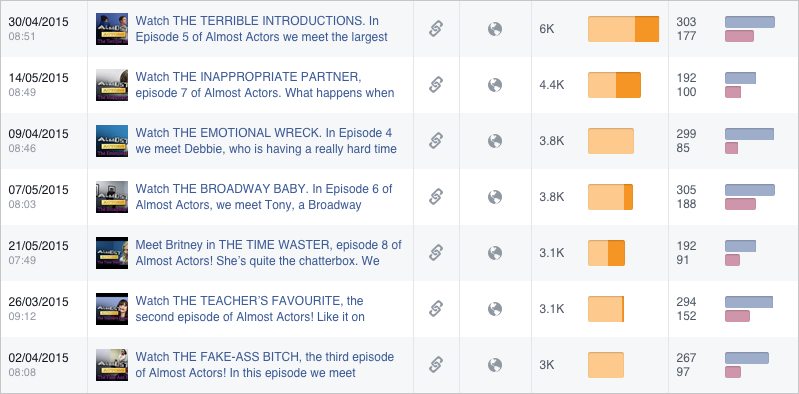 30/04/2015
08:51
Watch THE TERRIBLE INTRODUCTIONS. In
Episode 5 of Almost Actors we meet the largest
6K
303
177
14/05/2015
08:49
Watch THE INAPPROPRIATE PARTNER,
episode 7 of Almost Actors. What happens when
4.4K
192
100
09/04/2015
08:46
Watch THE EMOTIONAL WRECK. In Episode 4
we meet Debbie, who is having a really hard time
3.8K
299
85
07/05/2015
08:03
Watch THE BROADWAY BABY. In Episode 6 of
Almost Actors, we meet Tony, a Broadway
3.8K
305
188
21/05/2015
07:49
Meet Britney in THE TIME WASTER, episode 8 of
Almost Actors! She's quite the chatterbox. We
3.1K
192
91
26/03/2015
09:12
Watch THE TEACHER'S FAVOURITE, the
second episode of Almost Actors! Like it on
3.1K
294
152
02/04/2015
08:08
Watch THE FAKE-ASS BITCH, the third episode
of Almost Actors! In this episode we meet
3K
267
97